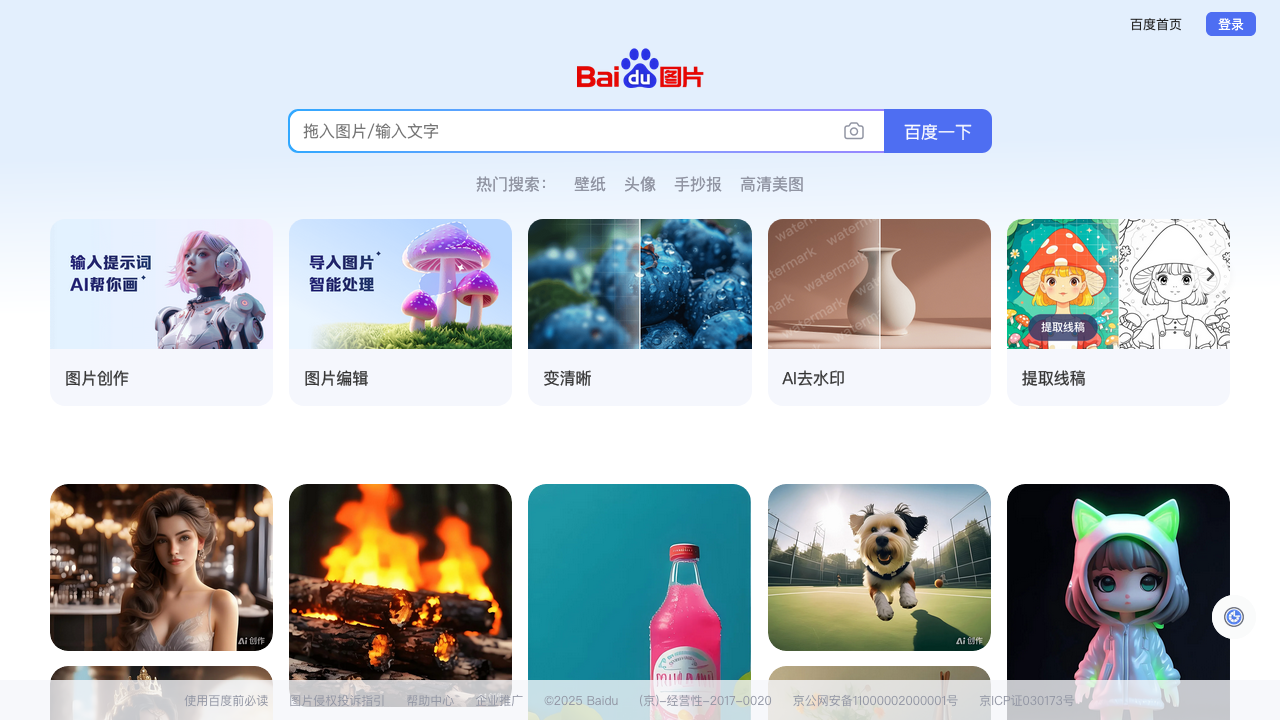 百度首页
登录
Bai du 图片
拖入图片/输入文字
百度一下
热门搜索：
壁纸
头像
手抄报
高清美图
输入提示词
AI帮你画
图片创作
导入图片
智能处理
图片编辑
变清晰
watermark
watermark
watermark
watermark
watermark
watermark
AI去水印
提取线稿
提取线稿
Ai 创作
Ai 创作
使用百度前必读
图片侵权投诉指引
帮助中心
企业推广
©2025 Baidu
(京)-经营性-2017-0020
京公网安备11000002000001号
京ICP证030173号